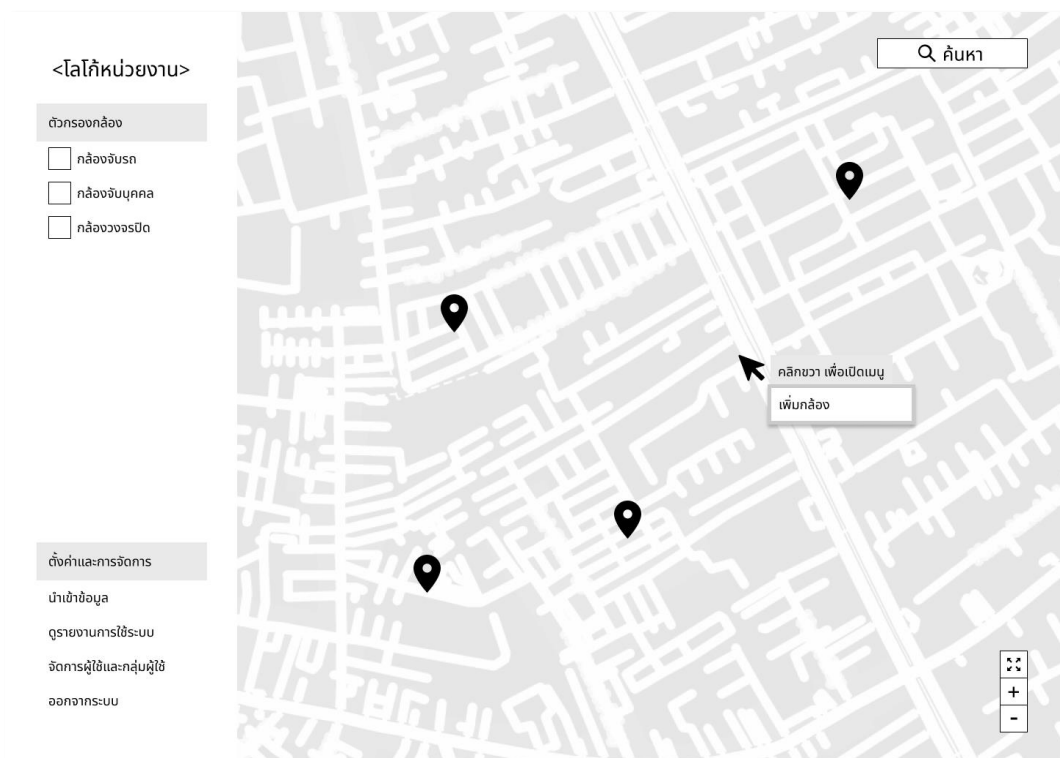 <โลโก้หน่วยงาน>
ตัวกรองกล้อง
กล้องจับรถ
กล้องจับบุคคล
กล้องวงจรปิด
ค้นหา
คลิกขวา เพื่อเปิดเมนู
เพิ่มกล้อง
ตั้งค่าและการจัดการ
นำเข้าข้อมูล
ดูรายงานการใช้ระบบ
จัดการผู้ใช้และกลุ่มผู้ใช้
ออกจากระบบ
+
-